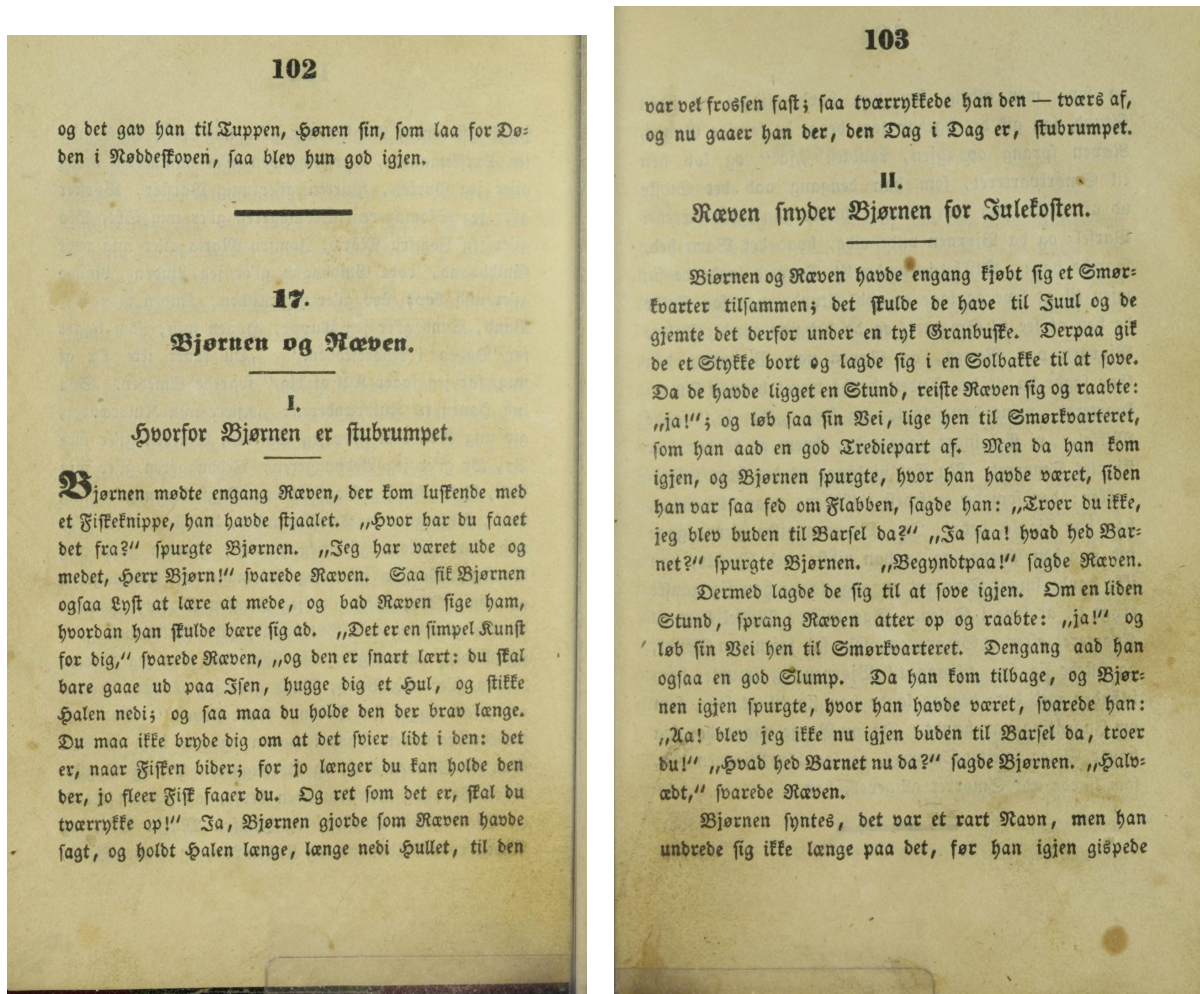 102
og det gav han til Tuppen, Hønen sin, som laa for Dø-
den i Nøddeskoven, saa blev hun god igjen.
17.
Bjørnen og Ræven.
I.
Hvorfor Bjørnen er stubrumpet.
Bjørnen mødte engang Ræven, der kom luskende med
et Fiskeknippe, han havde stjaalet. „Hvor har du faaet
det fra?“ spurgte Bjørnen. „Jeg har været ude og
medet, Herr Bjørn!“ svarede Ræven. Saa fik Bjørnen
ogsaa Lyst at lære at mede, og bad Ræven sige ham,
hvordan han skulde bære sig ad. „Det er en simpel Kunst
for dig,“ svarede Ræven, „og den er snart lært: du skal
bare gaae ud paa Isen, hugge dig et Hul, og stikke
Halen nedi; og saa maa du holde den der brav længe.
Du maa ikke bryde dig om at det svier lidt i den: det
er, naar Fisken bider; for jo længer du kan holde den
der, jo fleer Fisk faaer du. Og ret som det er, skal du
tværrykke op!“ Ja, Bjørnen gjorde som Ræven havde
sagt, og holdt Halen længe, længe nedi Hullet, til den
103
var vel frossen fast; saa tværrykkede han den — tværs af,
og nu gaaer han der, den Dag i Dag er, stubrumpet.
II.
Ræven snyder Bjørnen for Julekosten.
Biørnen og Ræven havde engang kjøbt sig et Smør-
kvarter tilsammen; det skulde de have til Juul og de
gjemte det derfor under en tyk Granbuske. Derpaa gik
de et Stykke bort og lagde sig i en Solbakke til at sove.
Da de havde ligget en Stund, reiste Ræven sig og raabte:
„ja!“; og løb saa sin Vei, lige hen til Smørkvarteret,
som han aad en god Trediepart af. Men da han kom
igjen, og Bjørnen spurgte, hvor han havde været, siden
han var saa fed om Flabben, sagde han: „Troer du ikke,
jeg blev buden til Barsel da?“ „Ja saa! hvad hed Bar-
net?“ spurgte Bjørnen. „Begyndtpaa!“ sagde Ræven.
Dermed lagde de sig til at sove igjen. Om en liden
Stund, sprang Ræven atter op og raabte: „ja!“ og
løb sin Vei hen til Smørkvarteret. Dengang aad han
ogsaa en god Slump. Da han kom tilbage, og Bjør-
nen igjen spurgte, hvor han havde været, svarede han:
„Aa! blev jeg ikke nu igjen buden til Barsel da, troer
du!“ „Hvad hed Barnet nu da?“ sagde Bjørnen. „Halv-
ædt,“ svarede Ræven.
Bjørnen syntes, det var et rart Navn, men han
undrede sig ikke længe paa det, før han igjen gispede